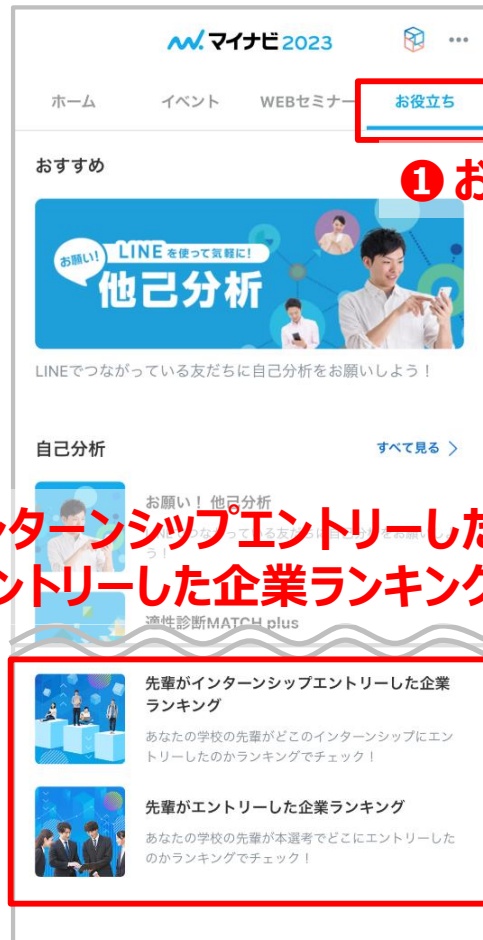 マイナビ2023
ホーム イベント WEBセミナー お役立ち
おすすめ
❶お
お願い! LINEを使って気軽に!
他己分析
LINEでつながっている友だちに自己分析をお願いしよう!
自己分析 すべて見る 〉
お願い! 他己分析
ンターンシップエントリーした
ントリーした企業ランキング
適性診断MATCH plus
先輩がインターンシップエントリーした企業
ランキング
あなたの学校の先輩がどこのインターンシップにエン
トリーしたのかランキングでチェック!
先輩がエントリーした企業ランキング
あなたの学校の先輩が本選考でどこにエントリーした
のかランキングでチェック!